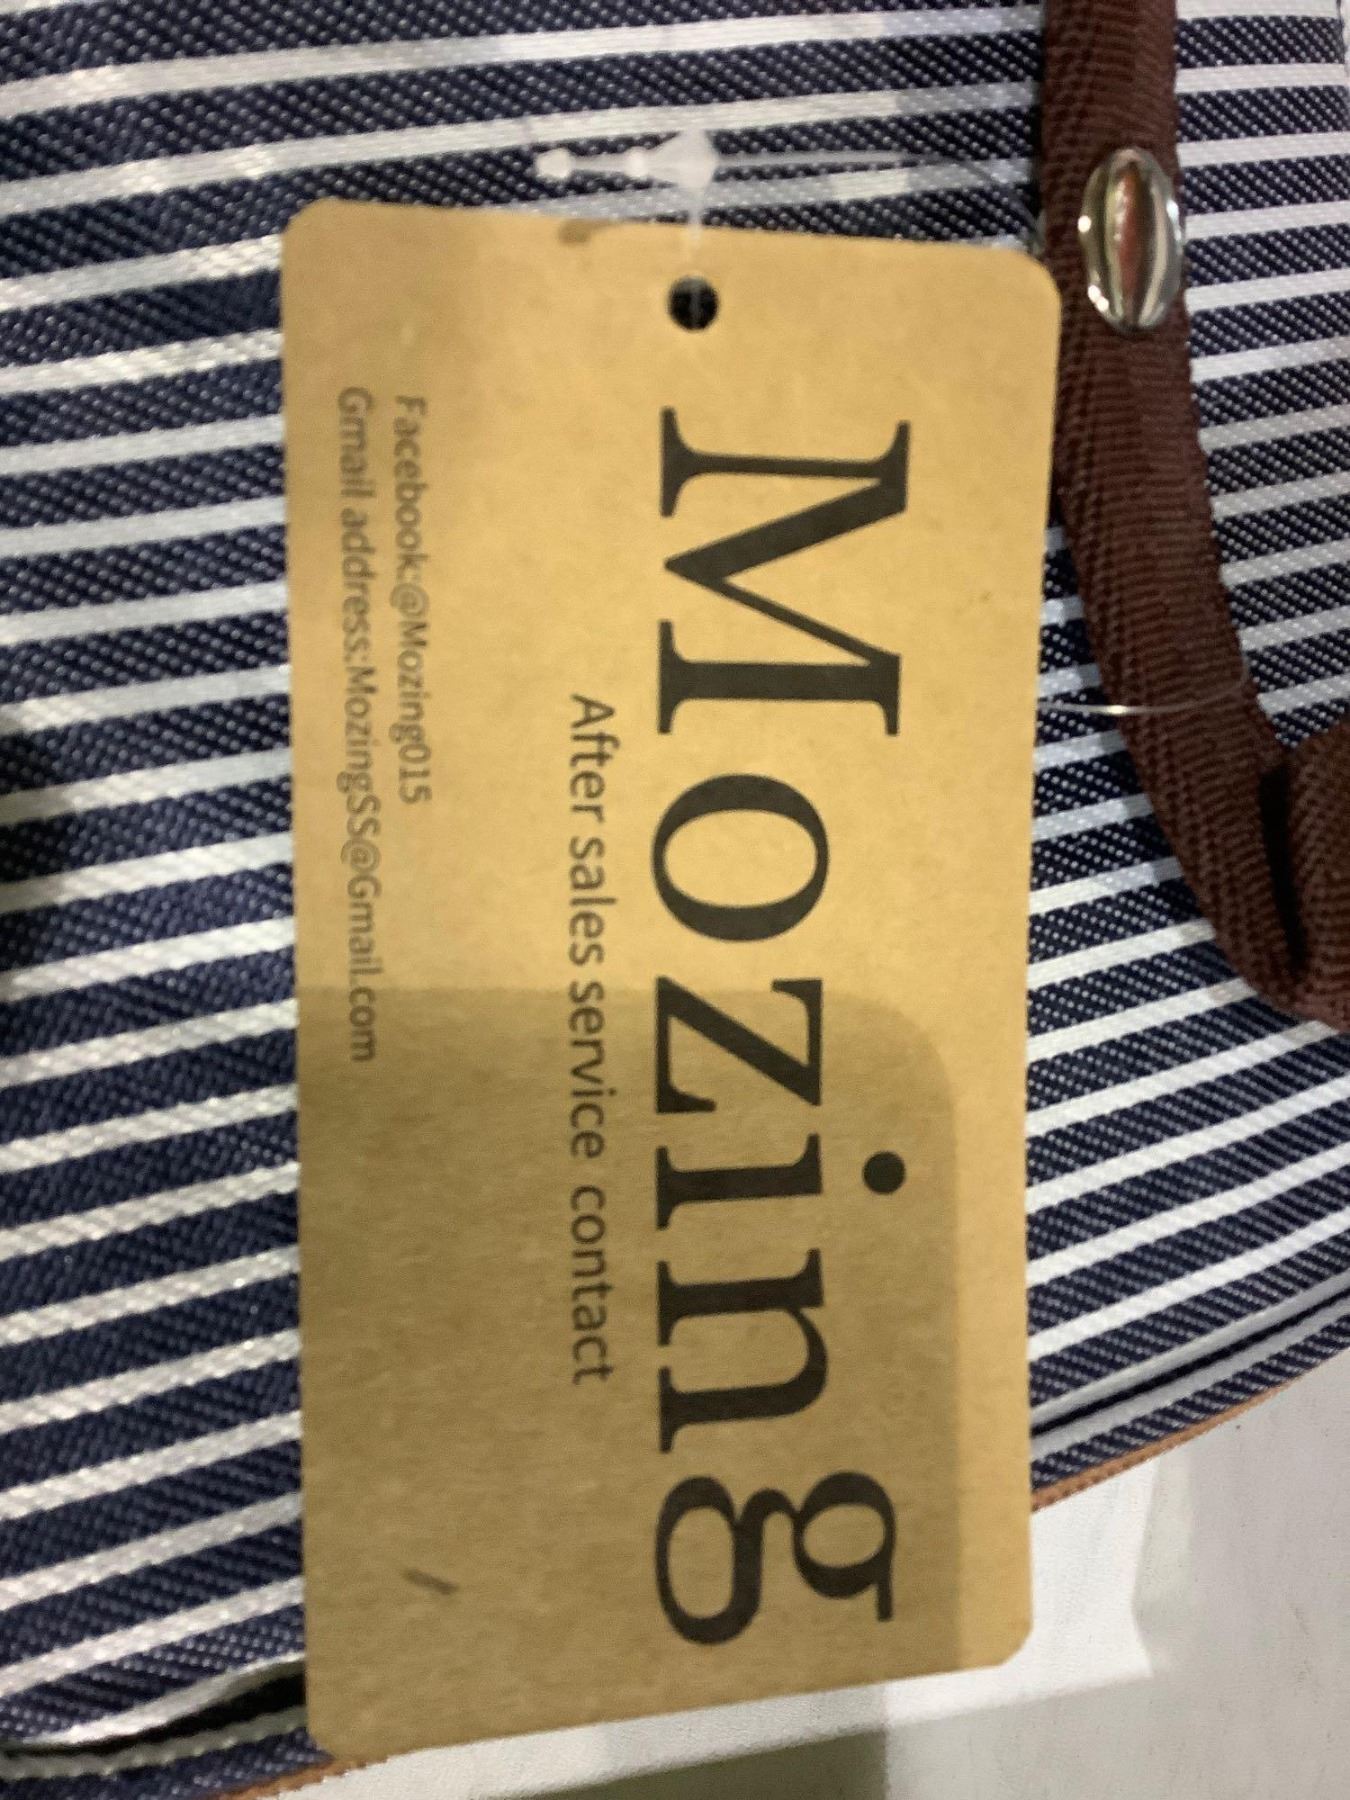 Mozing
After sales service contact
Facebook:@Mozing015
Gmail address:MozingSS@Gmail.com